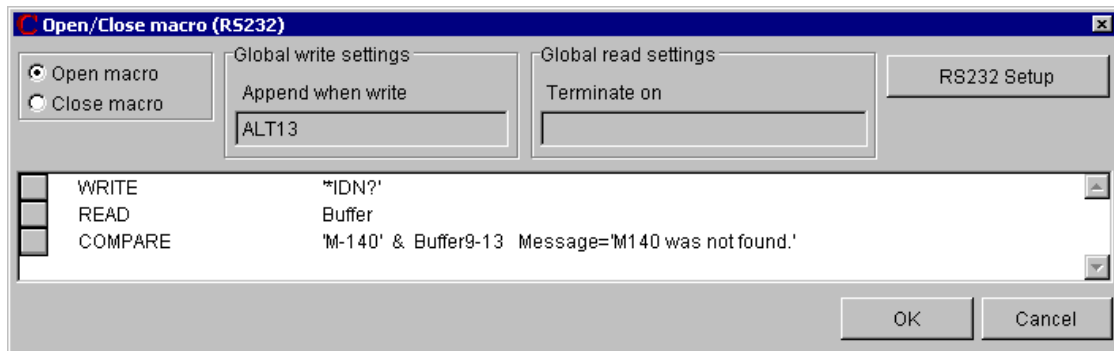 Open/Close macro (RS232)
Open macro
Close macro
Global write settings
Append when write
ALT13
Global read settings
Terminate on
RS232 Setup
WRITE '*IDN?'
READ Buffer
COMPARE 'M-140' & Buffer9-13 Message='M140 was not found.'
OK Cancel